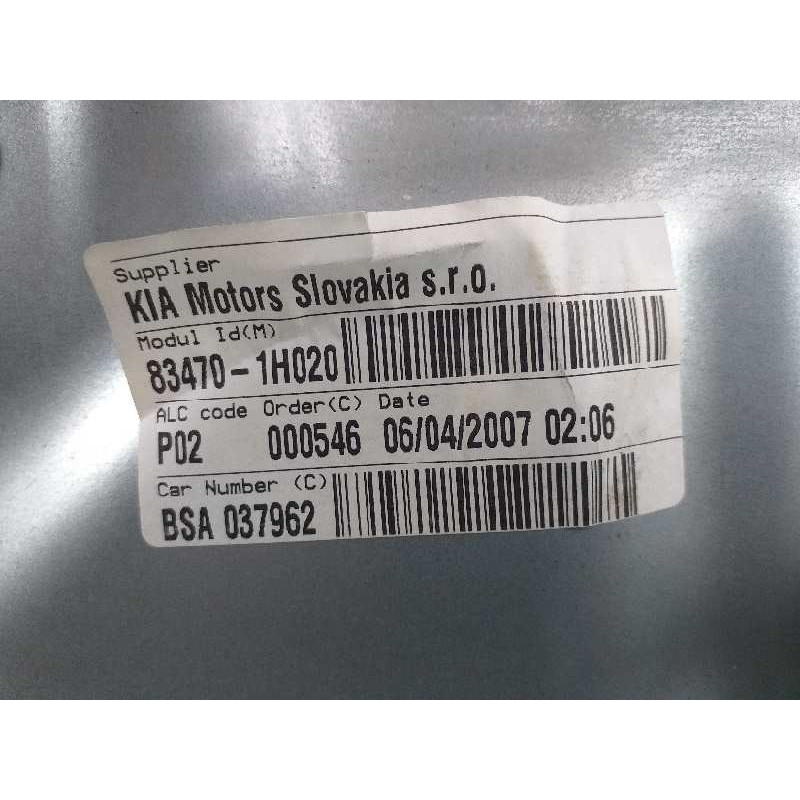 Supplier
KIA Motors Slovakia s.r.o.
Modul Id(M)
83470-1H020
ALC code Order(C) Date
P02 000546 06/04/2007 02:06
Car Number (C)
BSA 037962